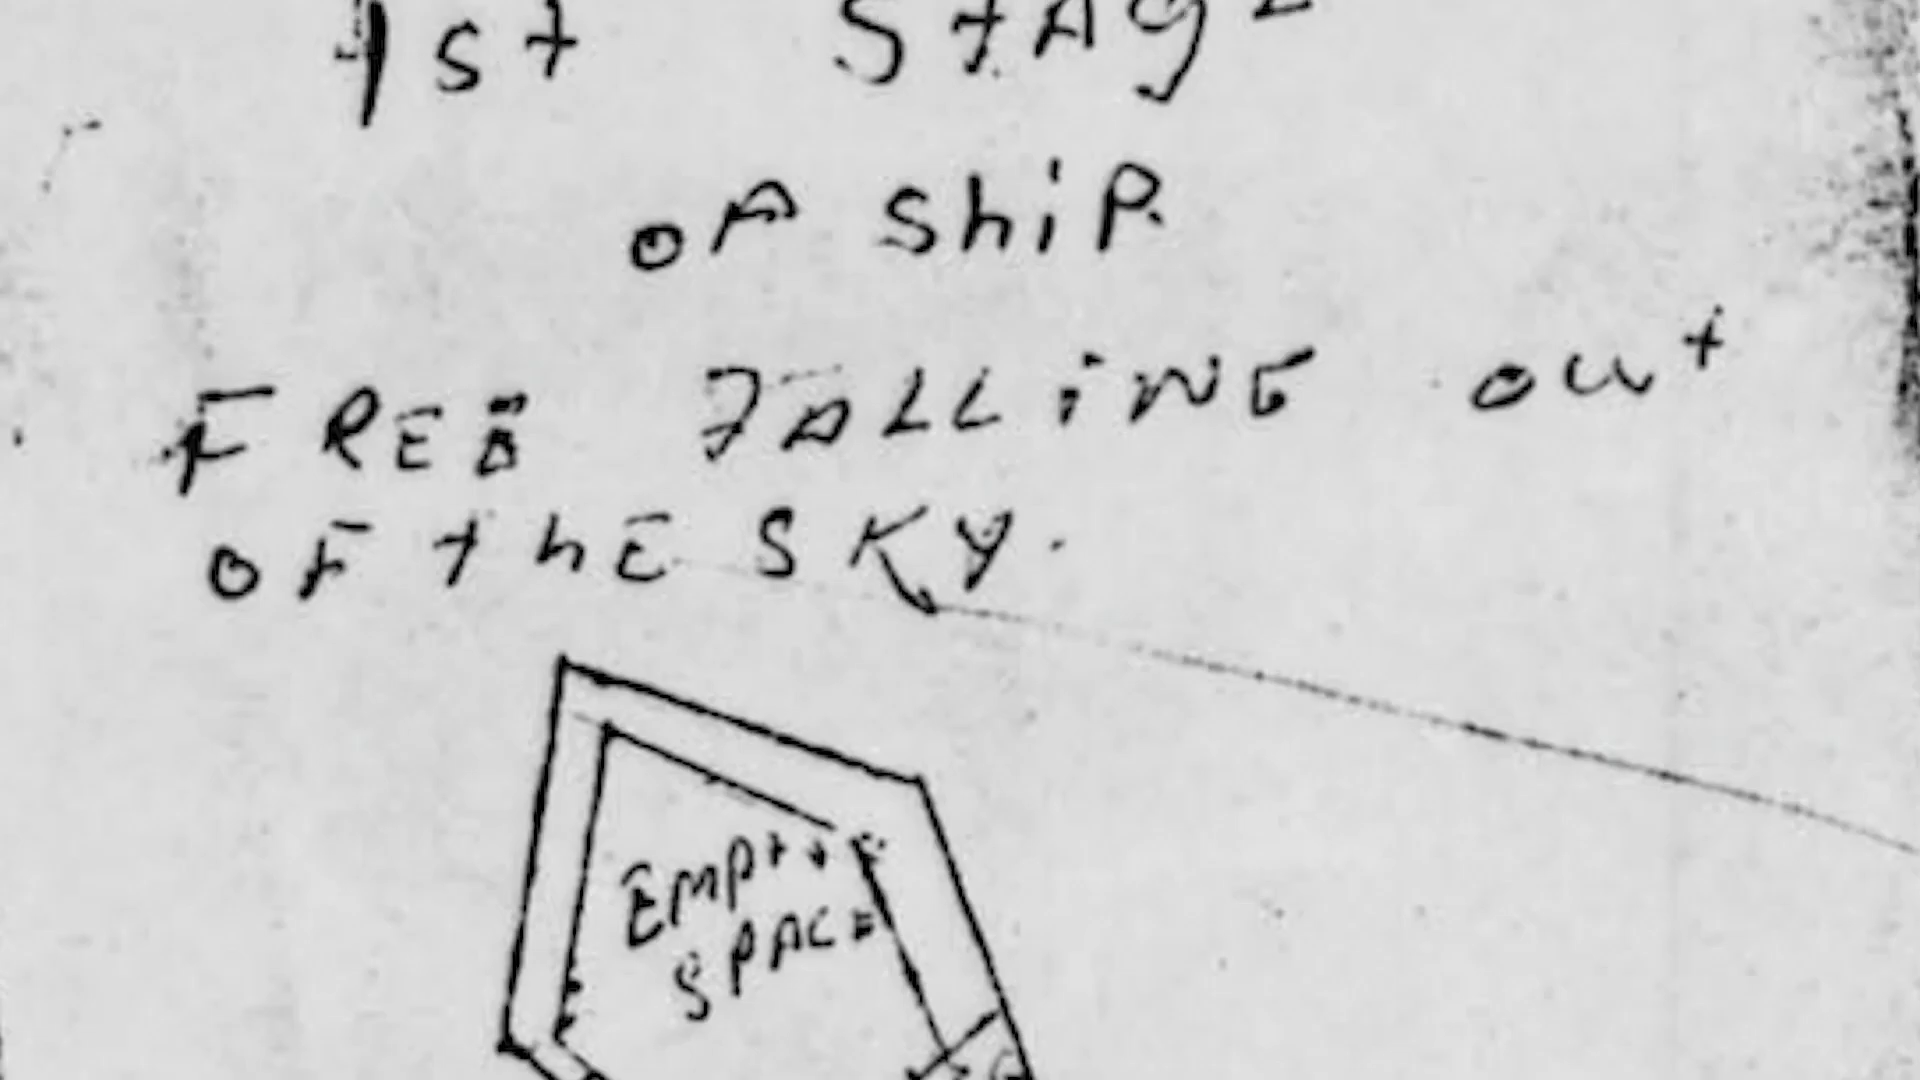 1st STAGE
OF ShiP.
FREE FALLING OUt
OF thE SKY.
EMPtY
SPACE